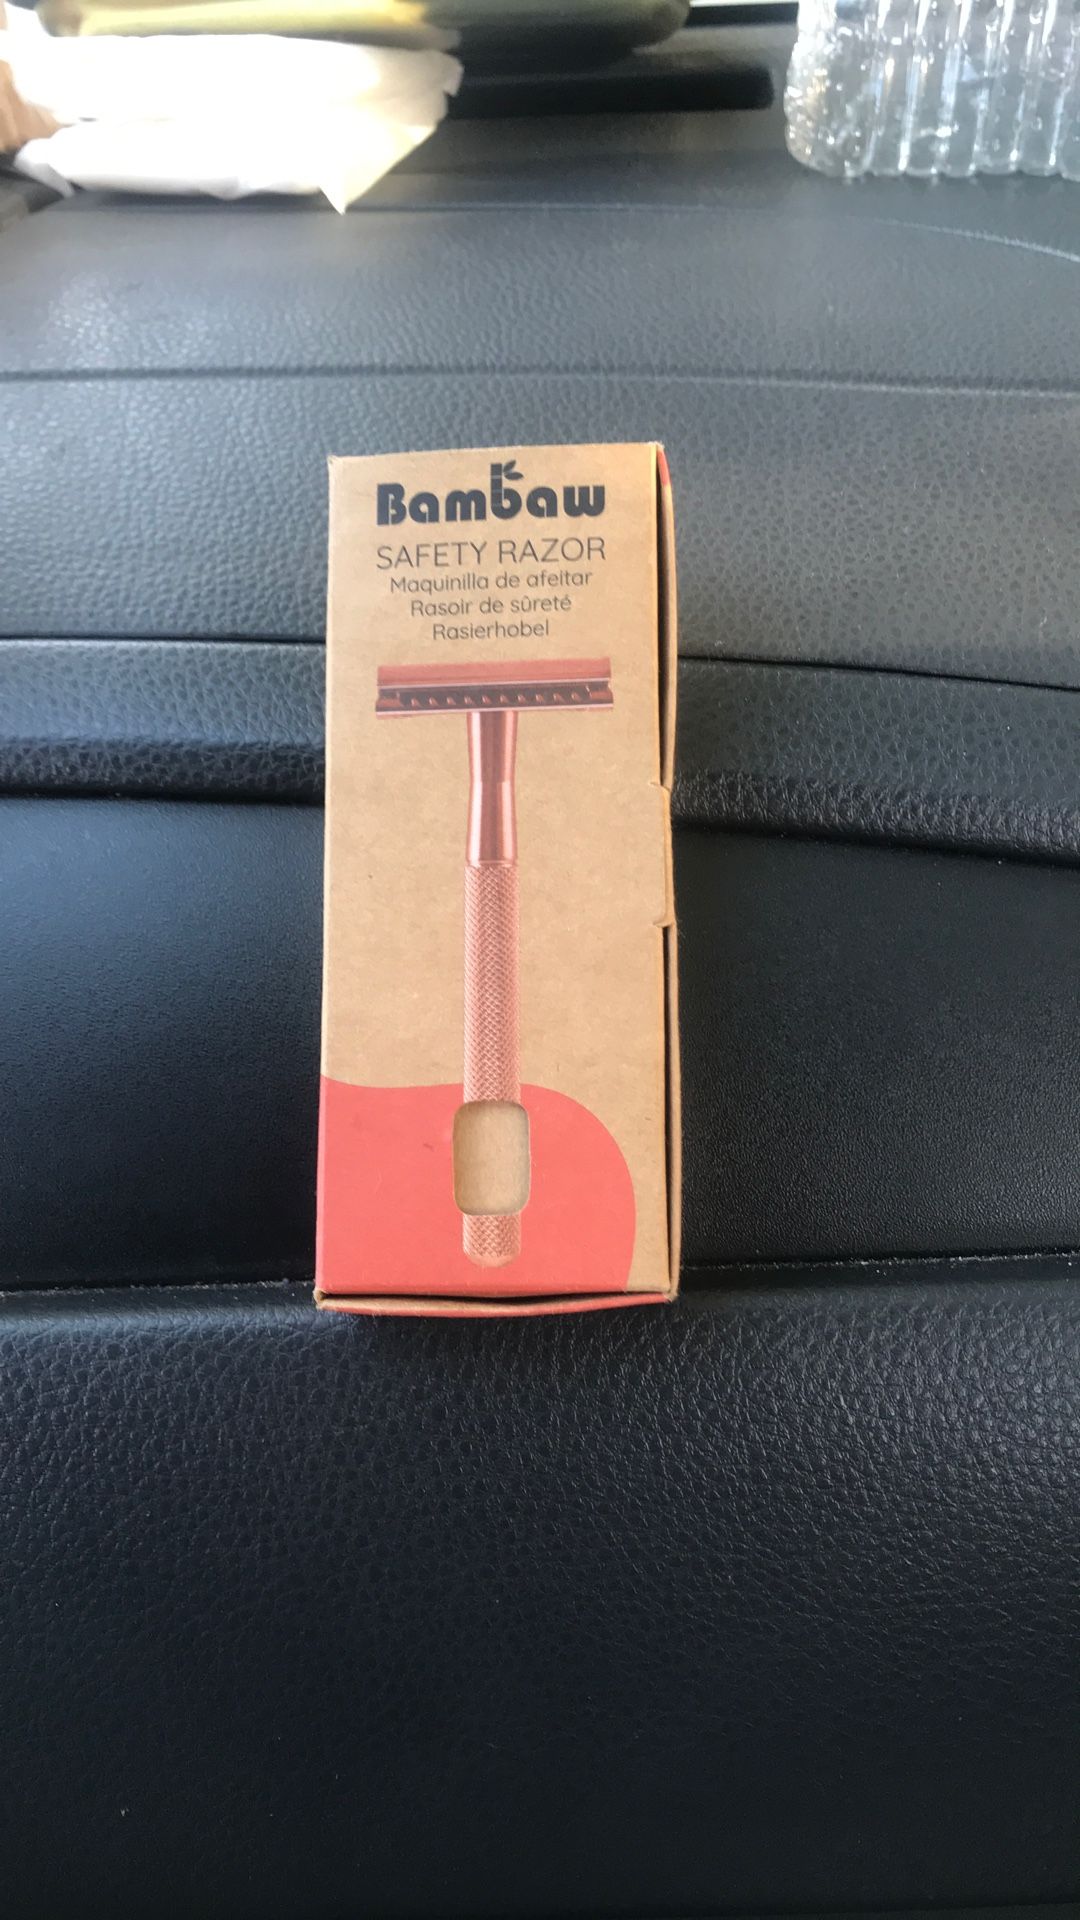 Bambaw
SAFETY RAZOR
Maquinilla de afeitar
Rasoir de sûreté
Rasierhobel